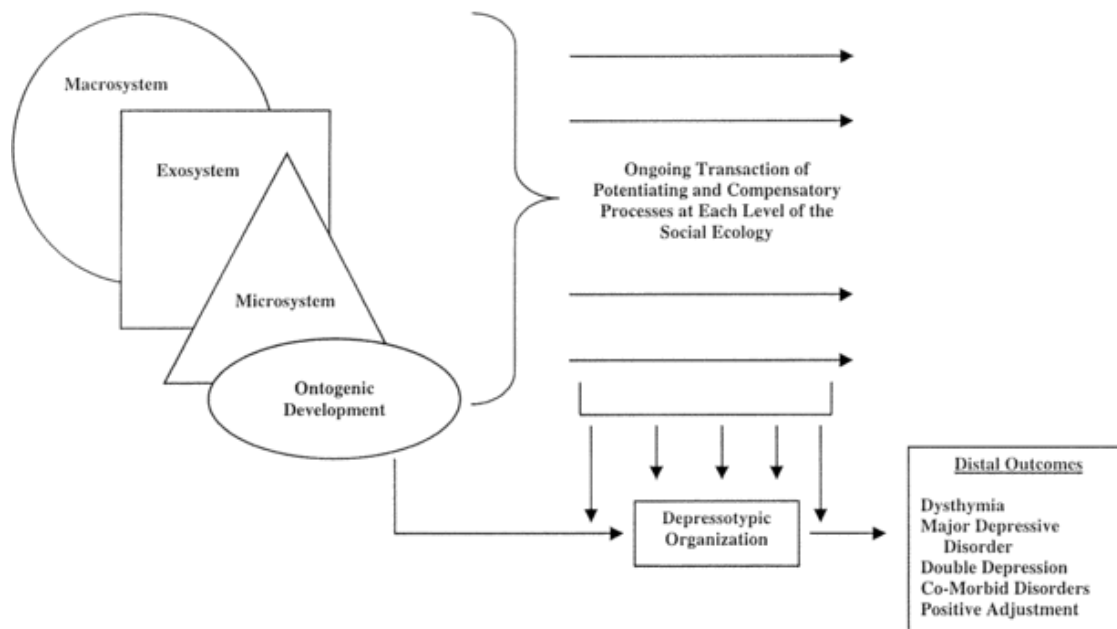 Macrosystem
Exosystem
Microsystem
Ontogenic
Development
Ongoing Transaction of
Potentiating and Compensatory
Processes at Each Level of the
Social Ecology
Depressotypic
Organization
Distal Outcomes
Dysthymia
Major Depressive
Disorder
Double Depression
Co-Morbid Disorders
Positive Adjustment